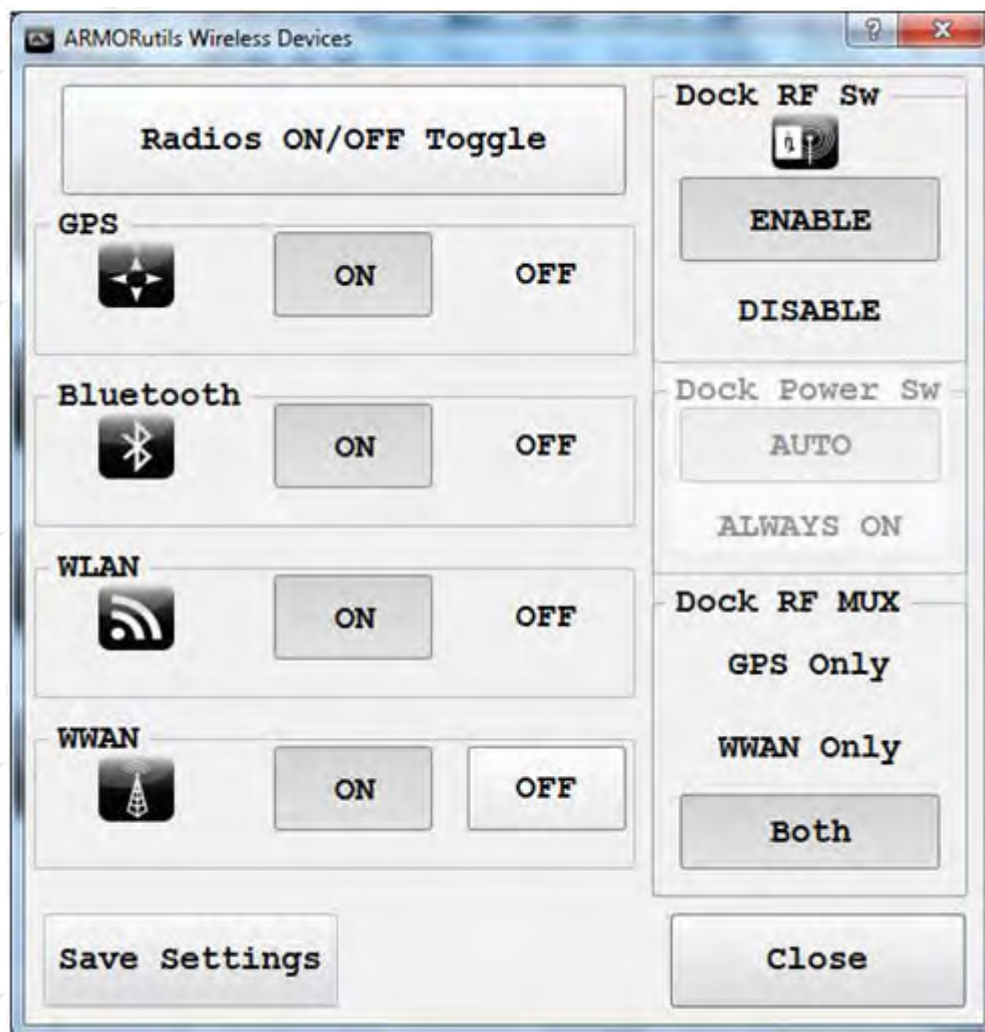 ARMORutils Wireless Devices
Radios ON/OFF Toggle
GPS
ON OFF
Bluetooth
ON OFF
WLAN
ON OFF
WWAN
ON OFF
Save Settings
Dock RF Sw
ENABLE
DISABLE
Dock Power Sw
AUTO
ALWAYS ON
Dock RF MUX
GPS Only
WWAN Only
Both
Close